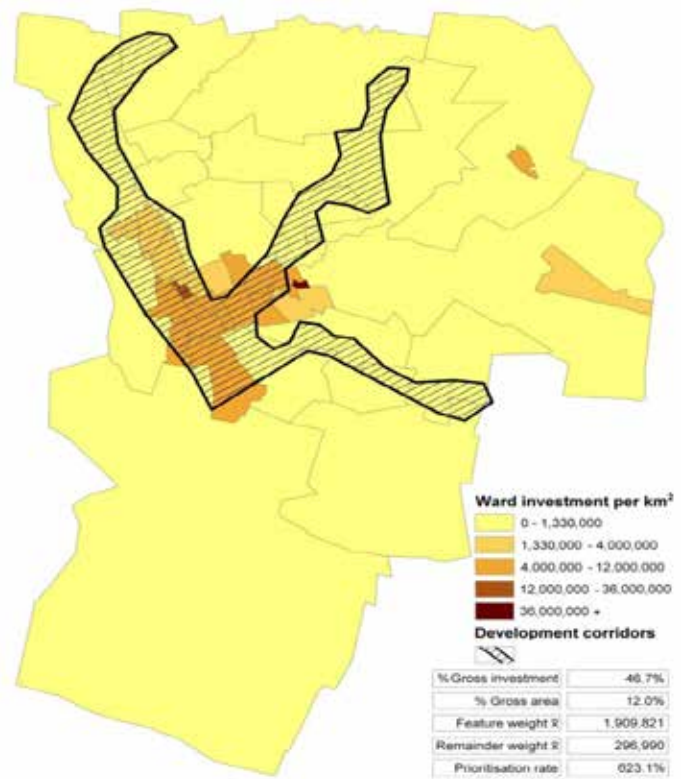 Ward investment per km²
0 - 1,330,000
1,330,000 - 4,000,000
4,000,000 - 12,000,000
12,000,000 - 36,000,000
36,000,000 +
Development corridors
% Gross investment 46.7%
% Gross area 12.0%
Feature weight x̄ 1,909,821
Remainder weight x̄ 296,990
Prioritisation rate 623.1%